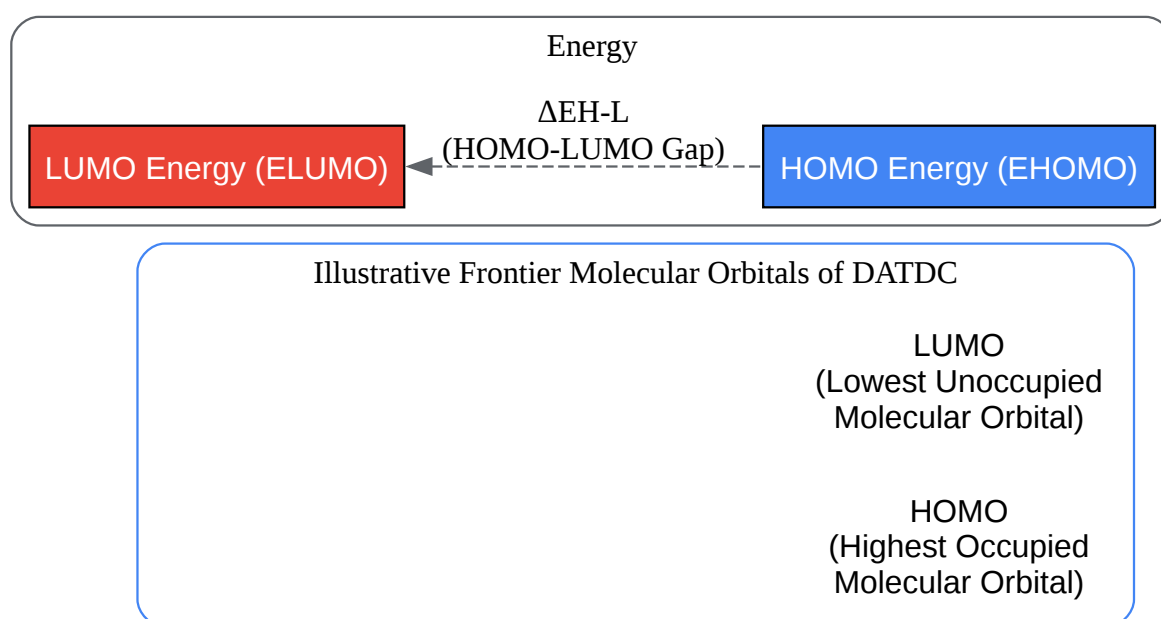 Energy
ΔEH-L
(HOMO-LUMO Gap)
LUMO Energy (ELUMO)
HOMO Energy (EHOMO)
Illustrative Frontier Molecular Orbitals of DATDC
LUMO
(Lowest Unoccupied
Molecular Orbital)
HOMO
(Highest Occupied
Molecular Orbital)